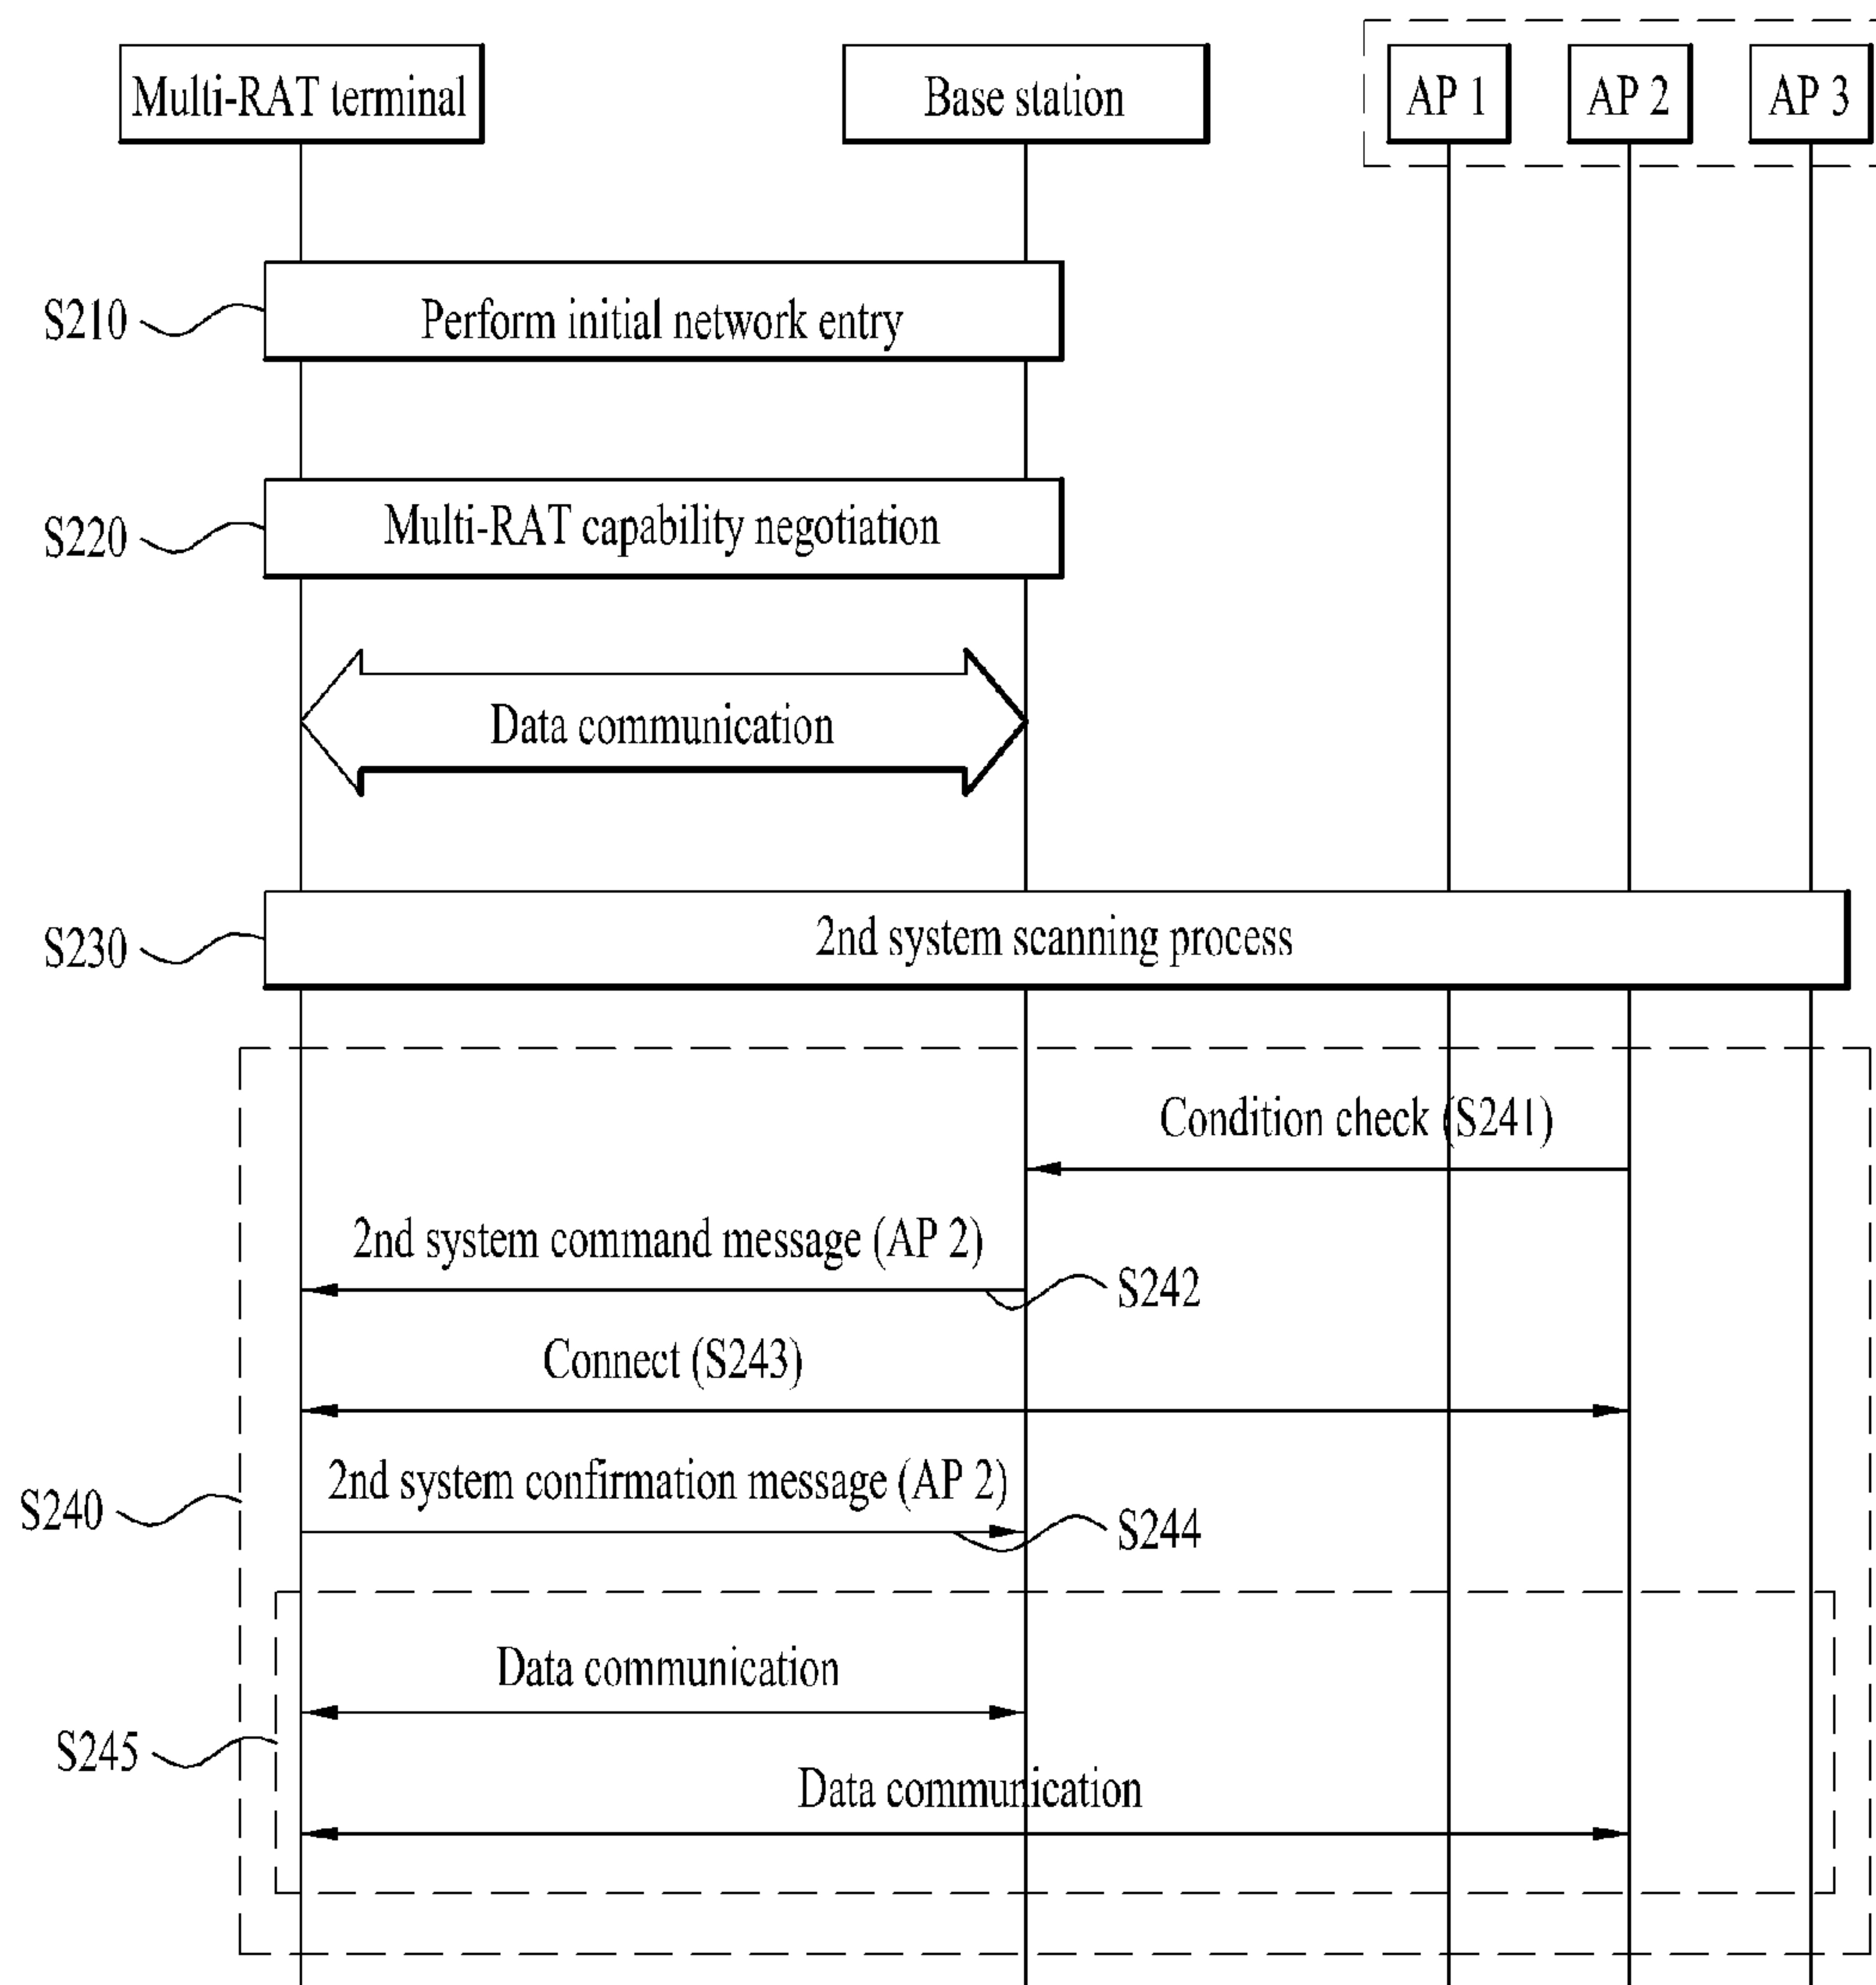 Multi-RAT terminal
Base station
AP 1
AP 2
AP 3
S210
Perform initial network entry
S220
Multi-RAT capability negotiation
Data communication
S230
2nd system scanning process
Condition check (S241)
2nd system command message (AP 2)
S242
Connect (S243)
2nd system confirmation message (AP 2)
S240
S244
Data communication
S245
Data communication